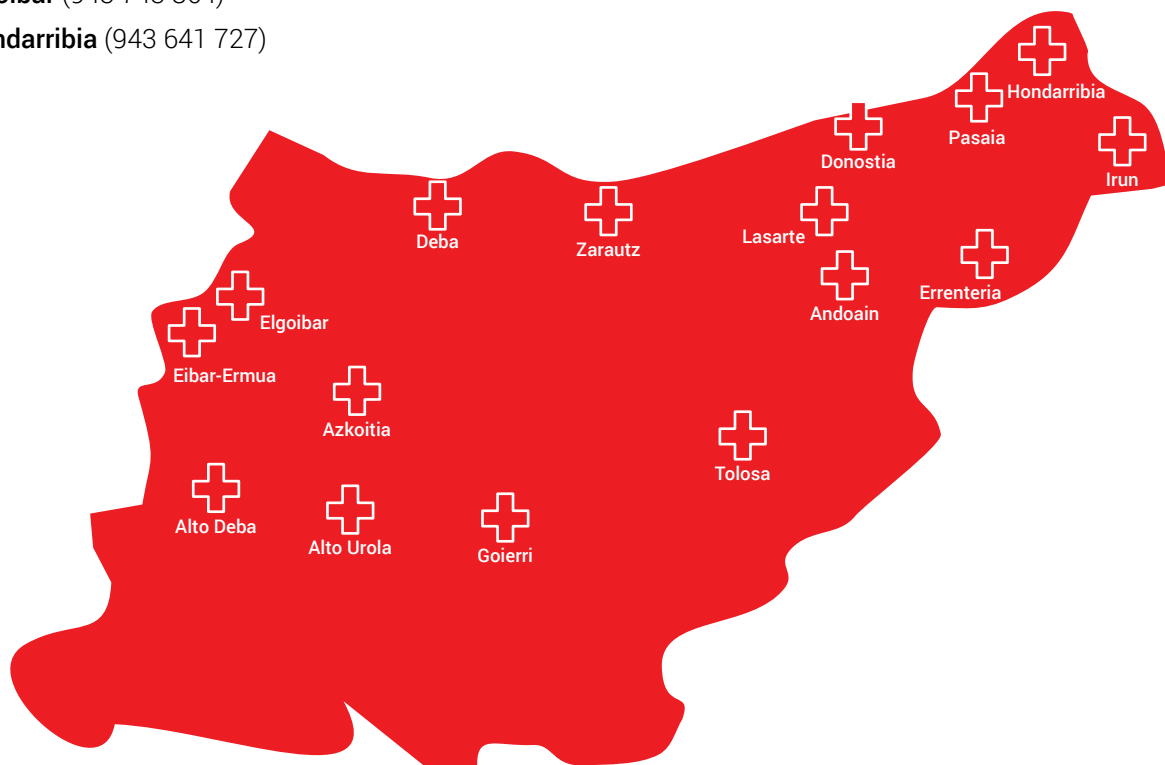 ndarribia (943 641 727)
Hondarribia
Pasaia
Donostia
Irun
Deba
Zarautz
Lasarte
Errenteria
Andoain
Elgoibar
Eibar-Ermua
Azkoitia
Tolosa
Alto Deba
Alto Urola
Goierri